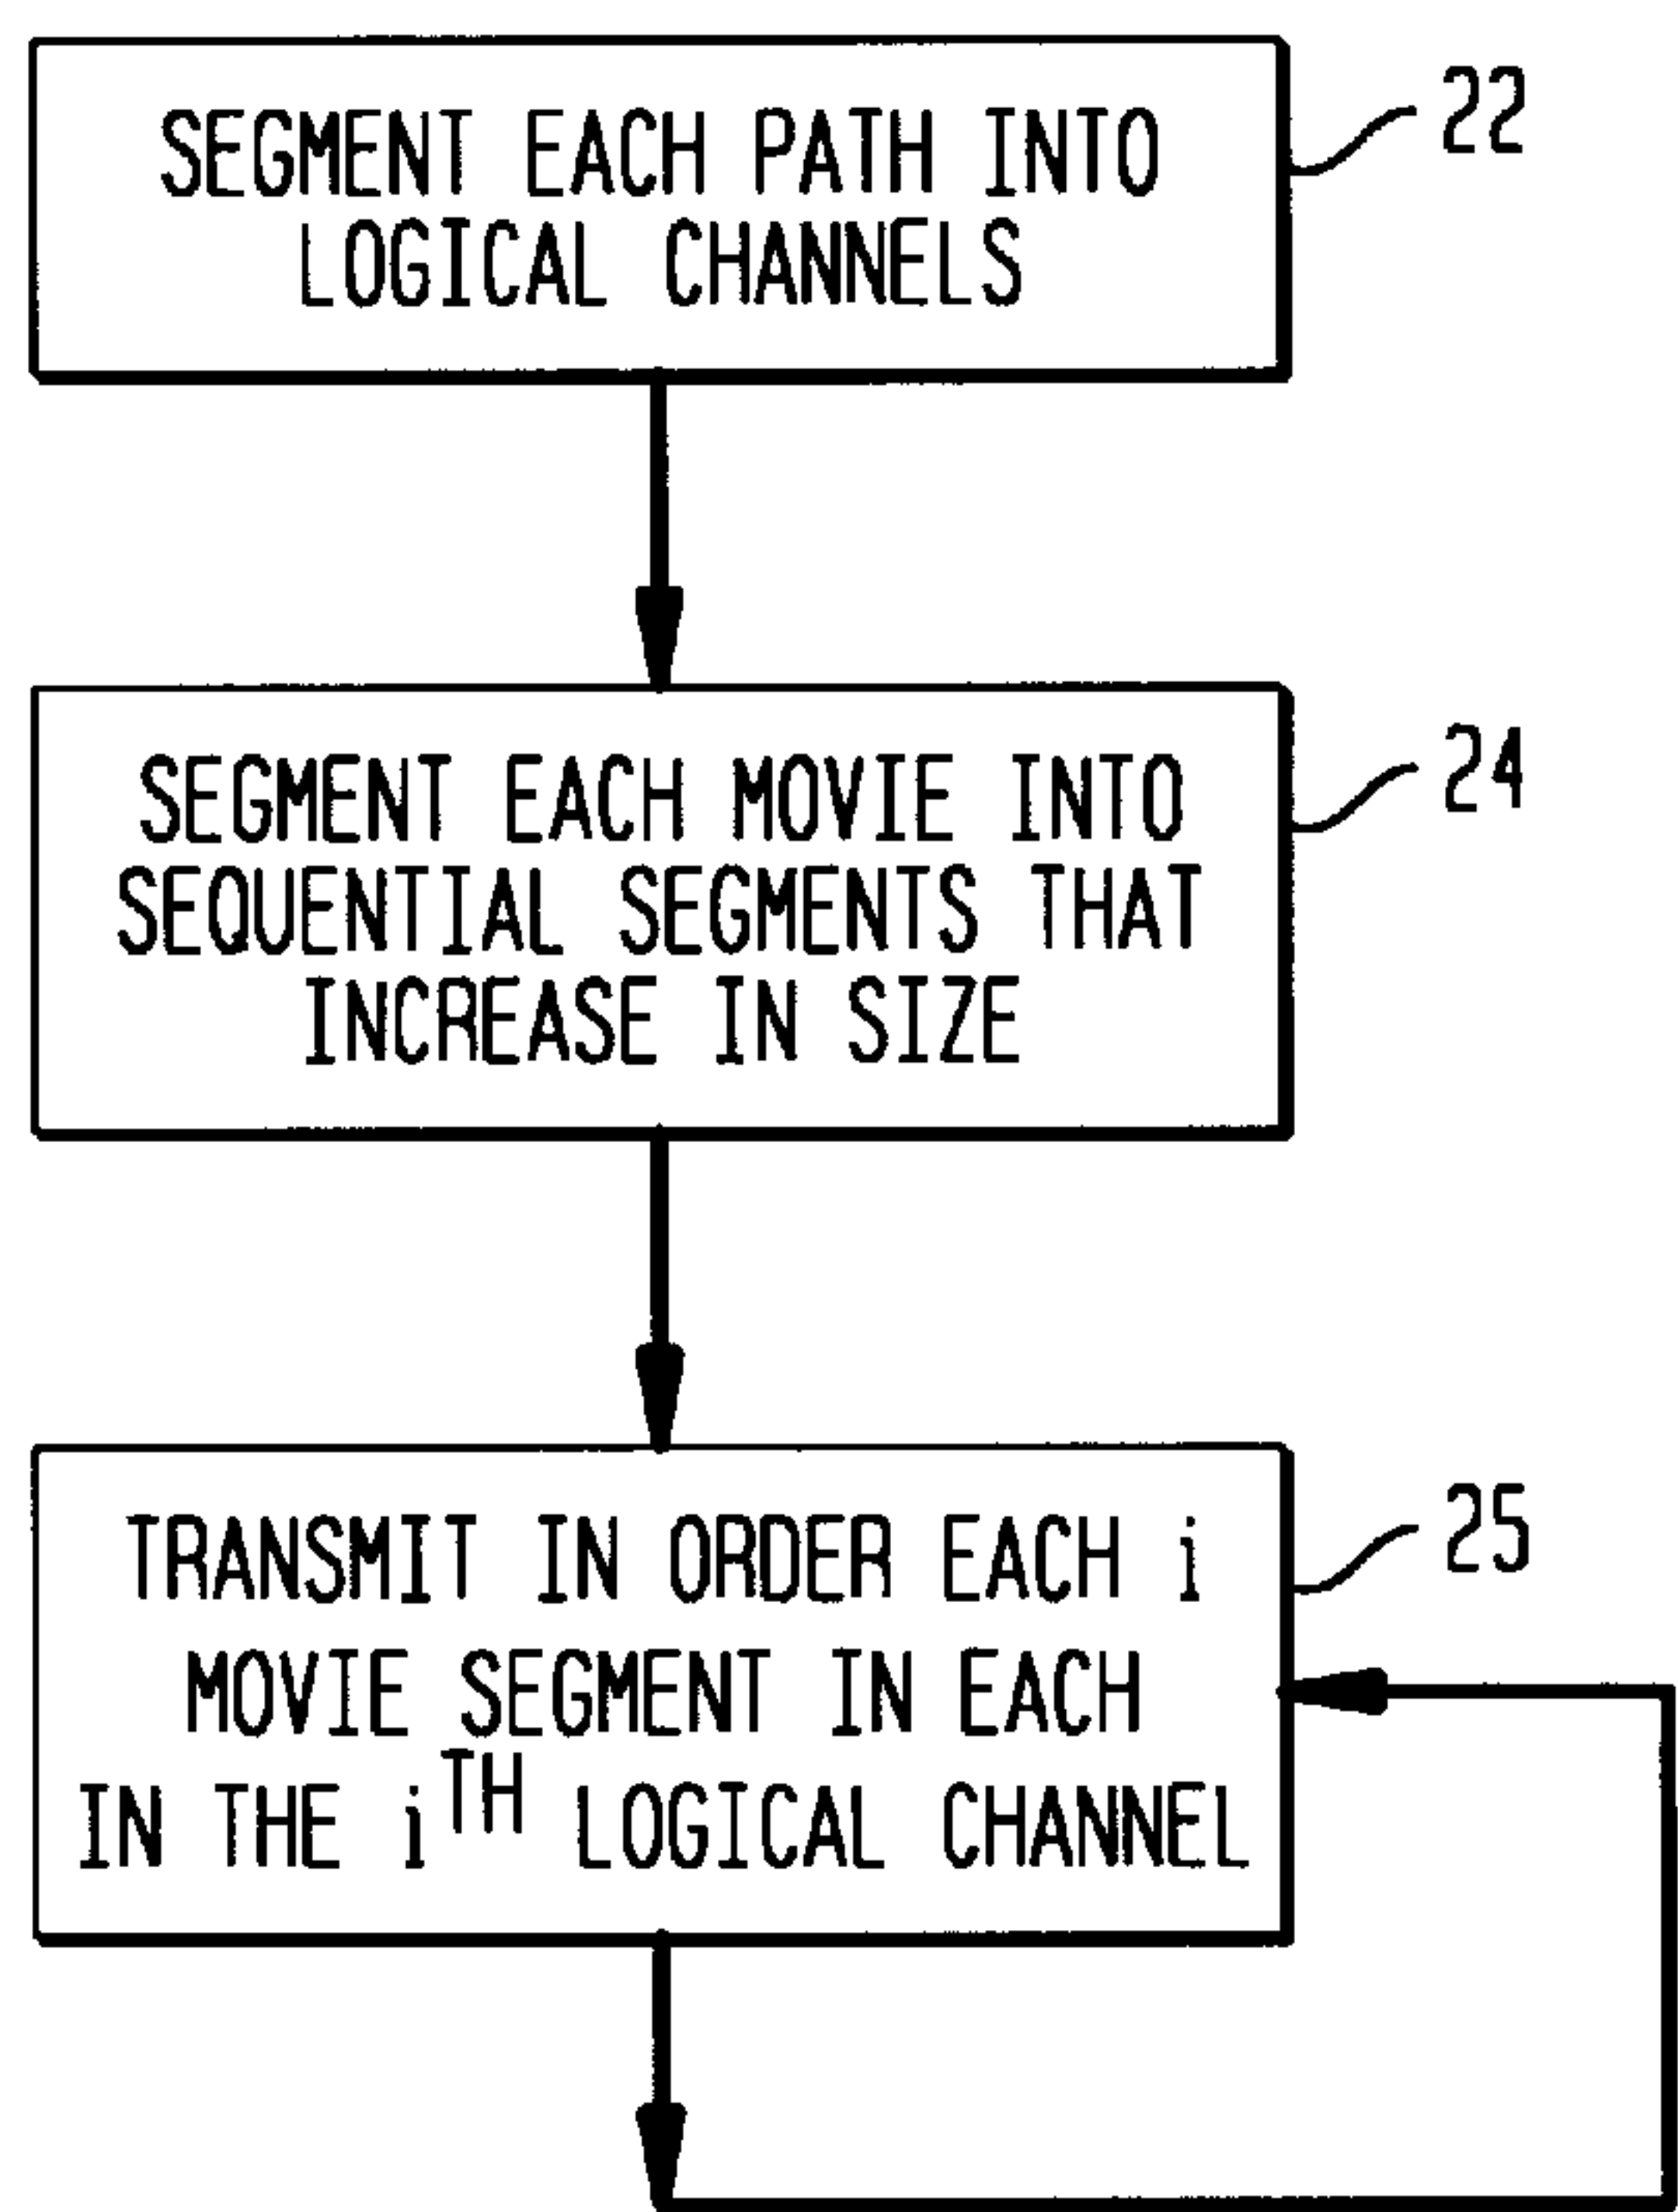 SEGMENT EACH PATH INTO
LOGICAL CHANNELS
22
SEGMENT EACH MOVIE INTO
SEQUENTIAL SEGMENTS THAT
INCREASE IN SIZE
24
TRANSMIT IN ORDER EACH i
MOVIE SEGMENT IN EACH
IN THE i^TH LOGICAL CHANNEL
25